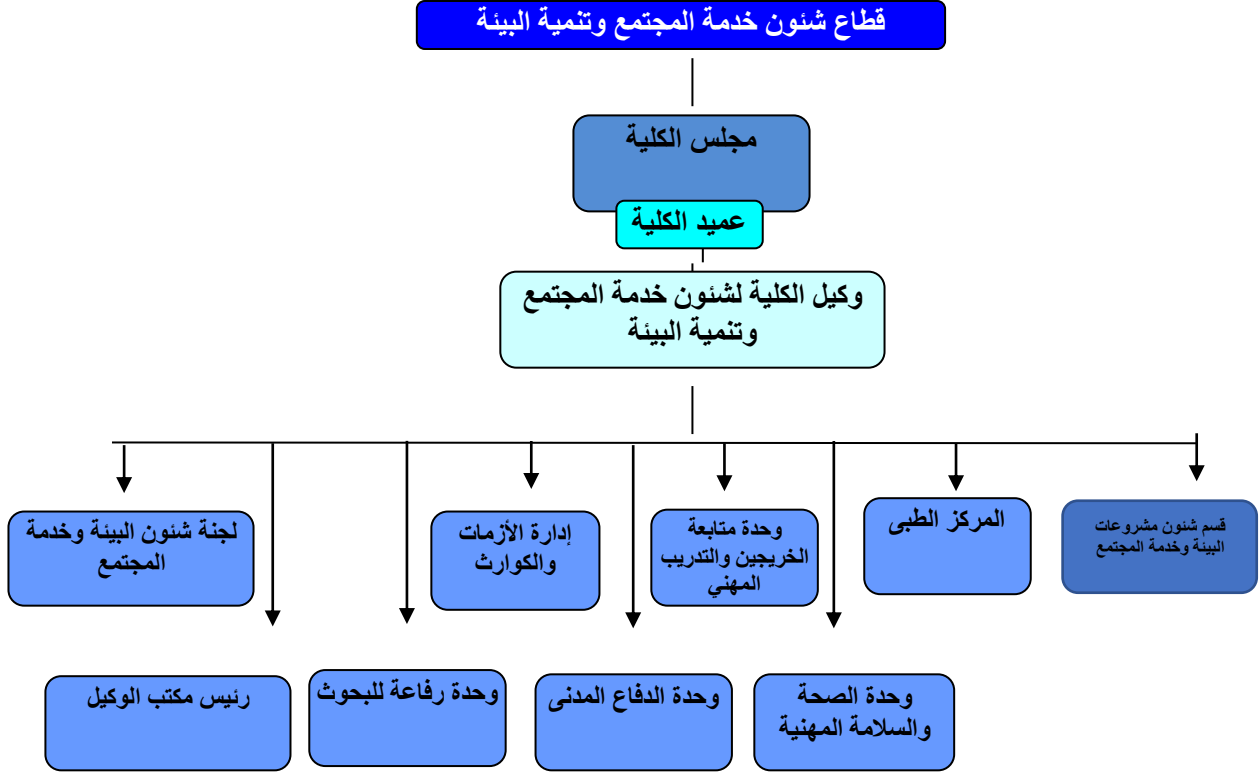 قطاع شئون خدمة المجتمع وتنمية البيئة
مجلس الكلية
عميد الكلية
وكيل الكلية لشئون خدمة المجتمع
وتنمية البيئة
قسم شئون مشروعات
البيئة وخدمة المجتمع
المركز الطبى
وحدة متابعة
الخريجين والتدريب
المهني
إدارة الأزمات
والكوارث
لجنة شئون البيئة وخدمة
المجتمع
وحدة الصحة
والسلامة المهنية
وحدة الدفاع المدنى
وحدة رفاعة للبحوث
رئيس مكتب الوكيل